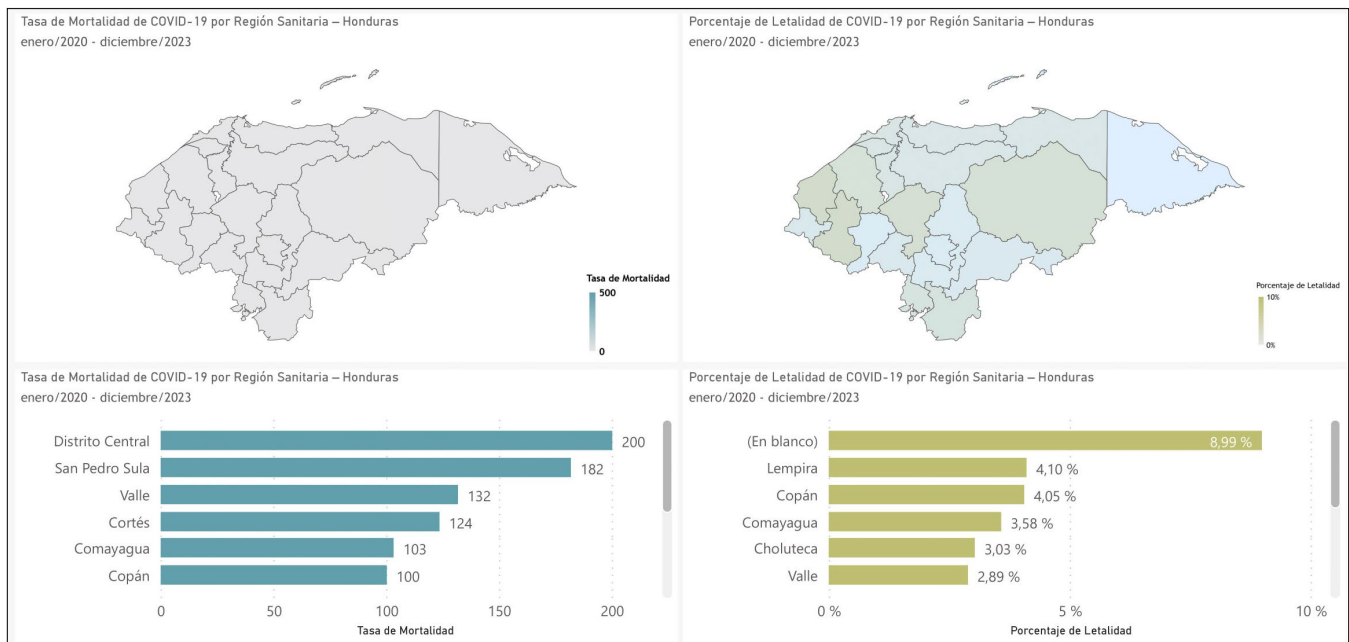 Tasa de Mortalidad de COVID-19 por Región Sanitaria – Honduras
enero/2020 - diciembre/2023
Tasa de Mortalidad
500
0
Porcentaje de Letalidad de COVID-19 por Región Sanitaria – Honduras
enero/2020 - diciembre/2023
Porcentaje de Letalidad
10%
0%
Tasa de Mortalidad de COVID-19 por Región Sanitaria – Honduras
enero/2020 - diciembre/2023
Distrito Central 200
San Pedro Sula 182
Valle 132
Cortés 124
Comayagua 103
Copán 100
0 50 100 150 200
Tasa de Mortalidad
Porcentaje de Letalidad de COVID-19 por Región Sanitaria – Honduras
enero/2020 - diciembre/2023
(En blanco) 8,99 %
Lempira 4,10 %
Copán 4,05 %
Comayagua 3,58 %
Choluteca 3,03 %
Valle 2,89 %
0 % 5 % 10 %
Porcentaje de Letalidad